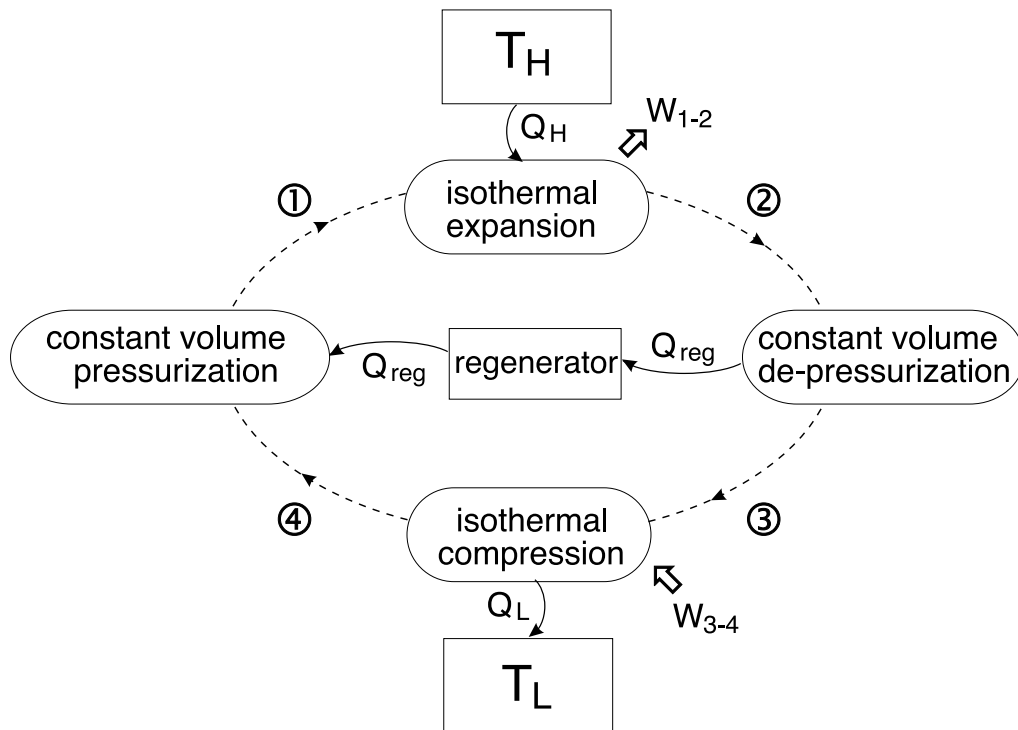 T_H
Q_H
W_1-2
①
isothermal
expansion
②
constant volume
pressurization
Q_reg
regenerator
Q_reg
constant volume
de-pressurization
④
isothermal
compression
③
Q_L
W_3-4
T_L